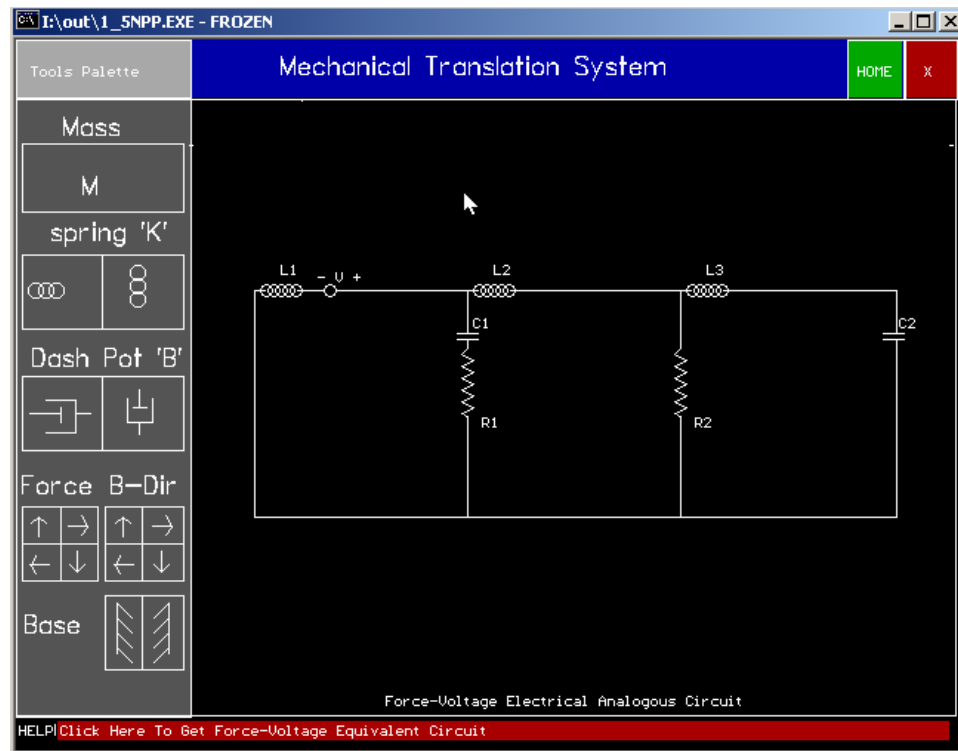 I:\out\1_5NPP.EXE - FROZEN
Tools Palette
Mechanical Translation System
HOME
X
Mass
M
spring 'K'
Dash Pot 'B'
Force B-Dir
Base
L1
- V +
L2
L3
C1
C2
R1
R2
Force-Voltage Electrical Analogous Circuit
HELP Click Here To Get Force-Voltage Equivalent Circuit